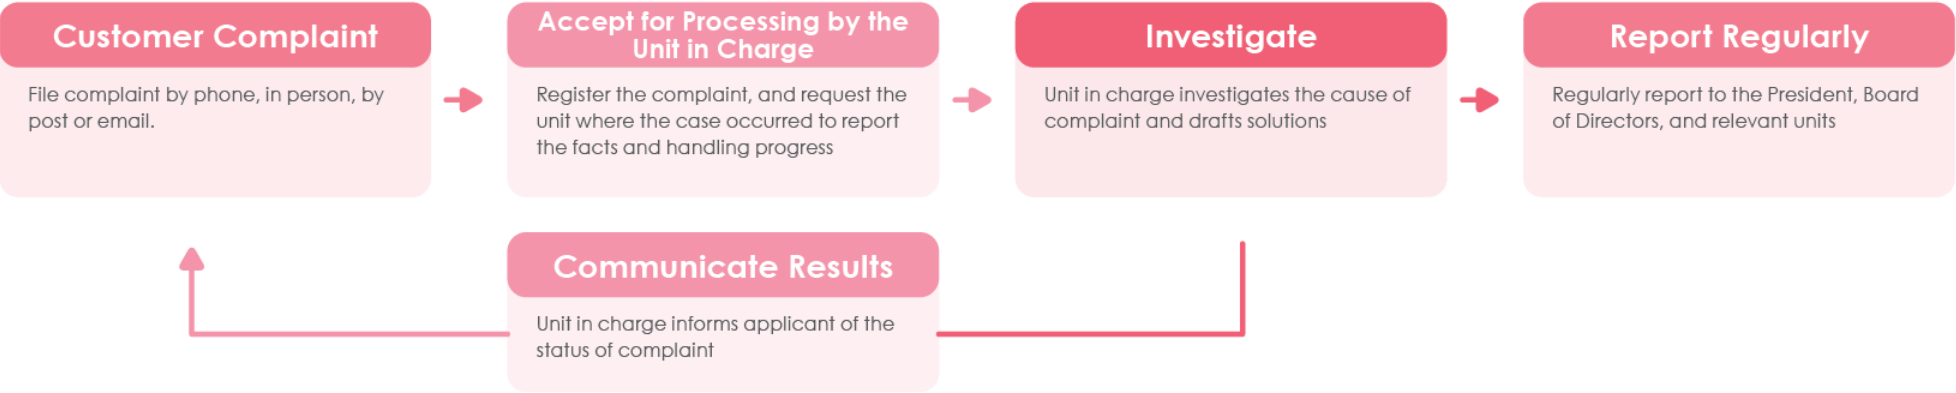 Customer Complaint
File complaint by phone, in person, by
post or email.
Accept for Processing by the
Unit in Charge
Register the complaint, and request the
unit where the case occurred to report
the facts and handling progress
Investigate
Unit in charge investigates the cause of
complaint and drafts solutions
Report Regularly
Regularly report to the President, Board
of Directors, and relevant units
Communicate Results
Unit in charge informs applicant of the
status of complaint